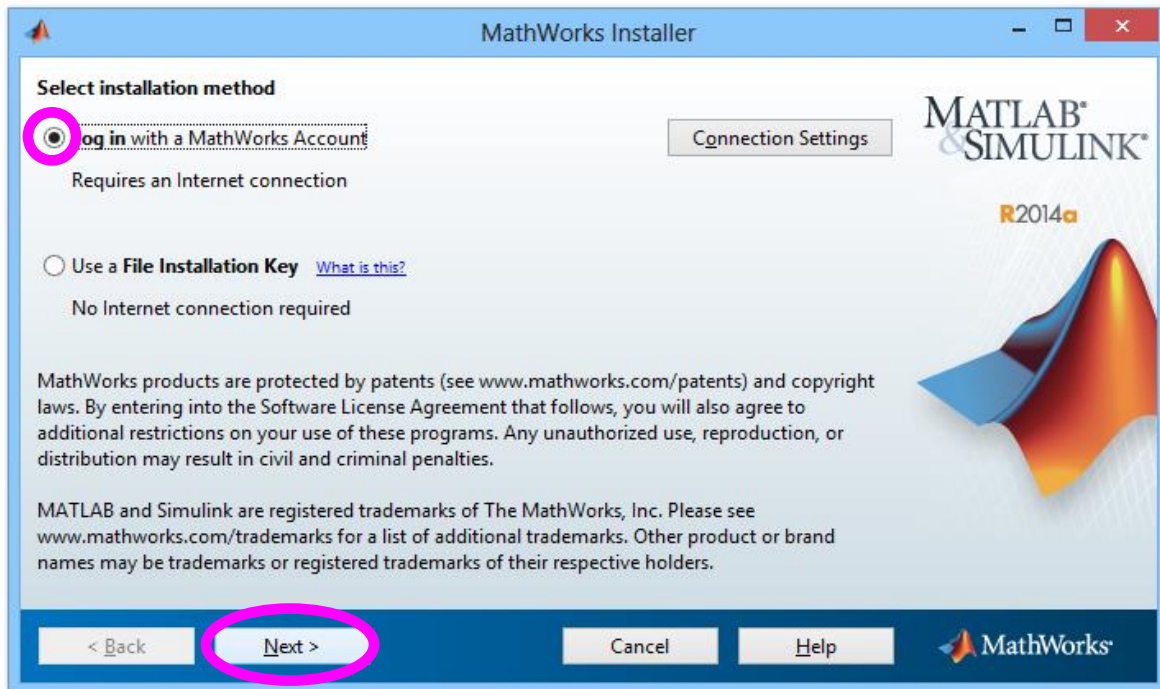 MathWorks Installer
Select installation method
og in with a MathWorks Account
Connection Settings
Requires an Internet connection
Use a File Installation Key What is this?
No Internet connection required
MathWorks products are protected by patents (see www.mathworks.com/patents) and copyright
laws. By entering into the Software License Agreement that follows, you will also agree to
additional restrictions on your use of these programs. Any unauthorized use, reproduction, or
distribution may result in civil and criminal penalties.
MATLAB and Simulink are registered trademarks of The MathWorks, Inc. Please see
www.mathworks.com/trademarks for a list of additional trademarks. Other product or brand
names may be trademarks or registered trademarks of their respective holders.
MATLAB®
&SIMULINK®
R2014a
< Back
Next >
Cancel
Help
MathWorks®